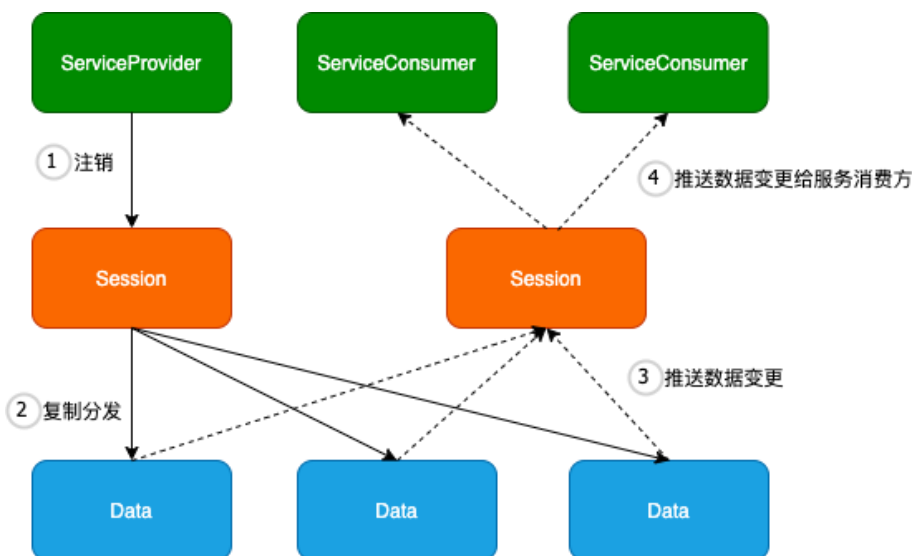 ServiceProvider
ServiceConsumer
ServiceConsumer
1 注销
4 推送数据变更给服务消费方
Session
Session
3 推送数据变更
2 复制分发
Data
Data
Data